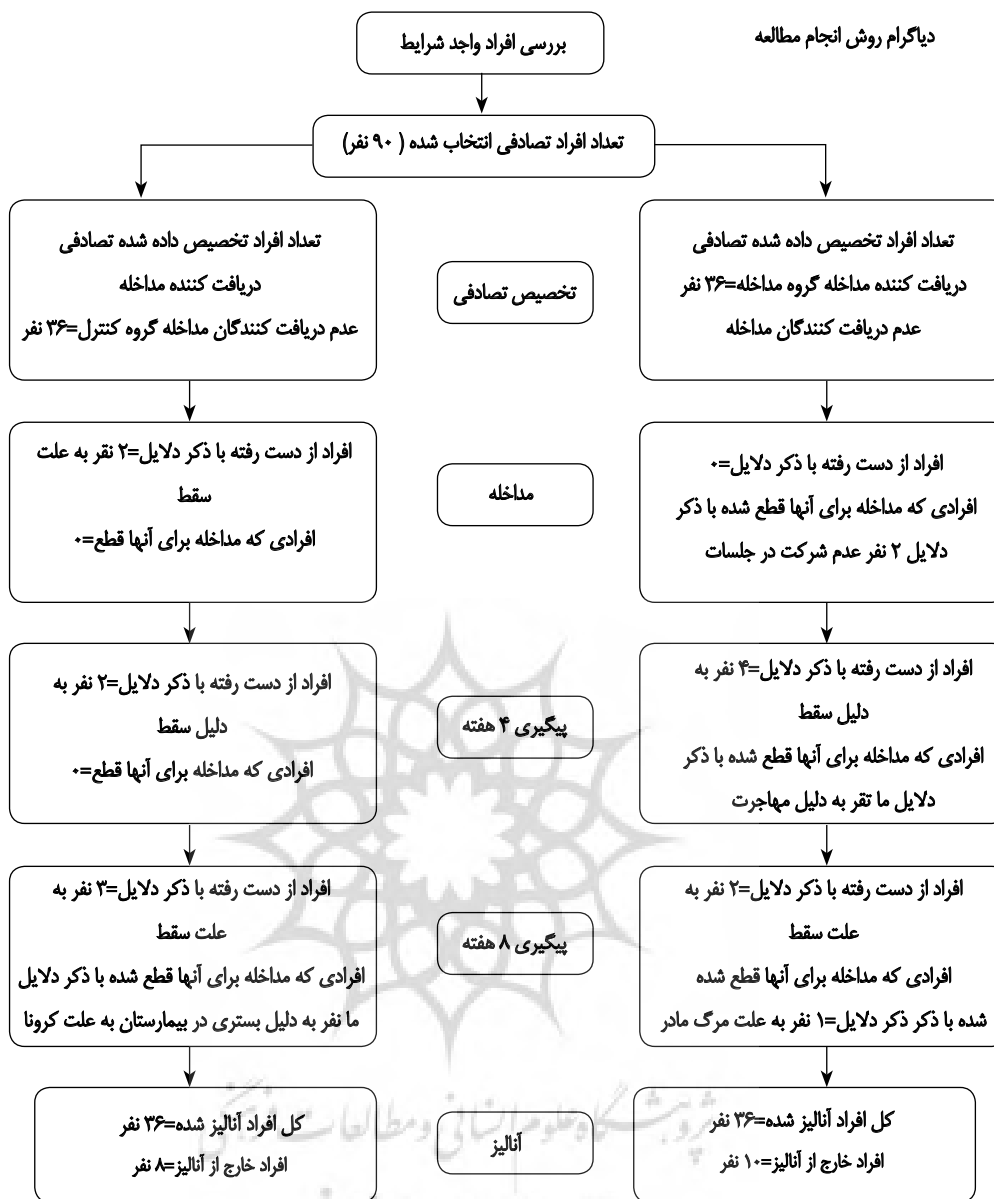 دیاگرام روش انجام مطالعه
بررسی افراد واجد شرایط
تعداد افراد تصادفی انتخاب شده ( ۹۰ نفر)
تعداد افراد تخصیص داده شده تصادفی
دریافت کننده مداخله گروه مداخله=۳۶ نفر
عدم دریافت کنندگان مداخله
تخصیص تصادفی
تعداد افراد تخصیص داده شده تصادفی
دریافت کننده مداخله
عدم دریافت کنندگان مداخله گروه کنترل=۳۶ نفر
افراد از دست رفته با ذکر دلایل=۰
افرادی که مداخله برای آنها قطع شده با ذکر
دلایل ۲ نفر عدم شرکت در جلسات
مداخله
افراد از دست رفته با ذکر دلایل=۲ نقر به علت
سقط
افرادی که مداخله برای آنها قطع=۰
افراد از دست رفته با ذکر دلایل=۴ نفر به
دلیل سقط
افرادی که مداخله برای آنها قطع شده با ذکر
دلایل ما تقر به دلیل مهاجرت
پیگیری ۴ هفته
افراد از دست رفته با ذکر دلایل=۲ نفر به
دلیل سقط
افرادی که مداخله برای آنها قطع=۰
افراد از دست رفته با ذکر دلایل=۲ نفر به
علت سقط
افرادی که مداخله برای آنها قطع شده
شده با ذکر ذکر دلایل=۱ نفر به علت مرگ مادر
پیگیری ۸ هفته
افراد از دست رفته با ذکر دلایل=۳ نفر به
علت سقط
افرادی که مداخله برای آنها قطع شده با ذکر دلایل
ما نفر به دلیل بستری در بیمارستان به علت کرونا
کل افراد آنالیز شده=۳۶ نفر
افراد خارج از آنالیز=۱۰ نفر
آنالیز
کل افراد آنالیز شده=۳۶ نفر
افراد خارج از آنالیز=۸ نفر
پژوهشگاه علوم انسانی و مطالعات فرهنگی